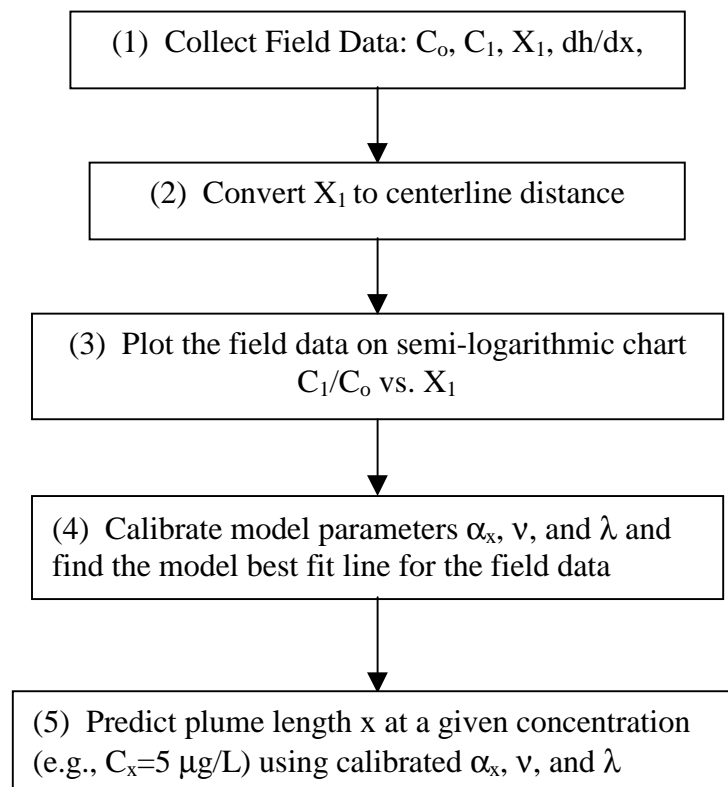 (1) Collect Field Data: Cₒ, C₁, X₁, dh/dx,
(2) Convert X₁ to centerline distance
(3) Plot the field data on semi-logarithmic chart
C₁/Cₒ vs. X₁
(4) Calibrate model parameters αₓ, ν, and λ and
find the model best fit line for the field data
(5) Predict plume length x at a given concentration
(e.g., Cₓ=5 μg/L) using calibrated αₓ, ν, and λ